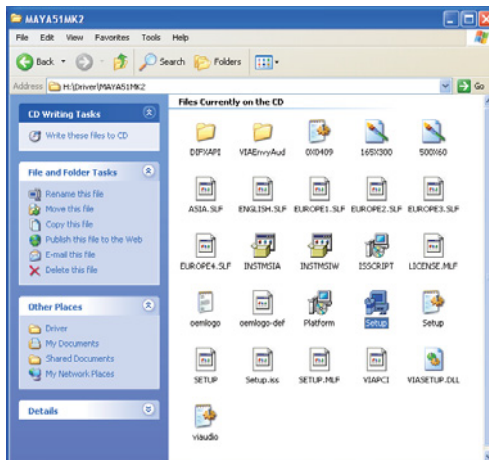 MAYA51MK2
File Edit View Favorites Tools Help
Back Search Folders
Address H:\Driver\MAYA51MK2 Go
CD Writing Tasks
Write these files to CD
File and Folder Tasks
Rename this file
Move this file
Copy this file
Publish this file to the Web
E-mail this file
Delete this file
Other Places
Driver
My Documents
Shared Documents
My Network Places
Details
Files Currently on the CD
DIFXAPI VIAEnvyAud 0X0409 165X300 500X60
ASIA.SLF ENGLISH.SLF EUROPE1.SLF EUROPE2.SLF EUROPE3.SLF
EUROPE4.SLF INSTMSIA INSTMSIW ISSCRIPT LICENSE.MLF
oemlogo oemlogo-def Platform Setup Setup
SETUP Setup.iss SETUP.MLF VIAPCI VIASETUP.DLL
viaudio